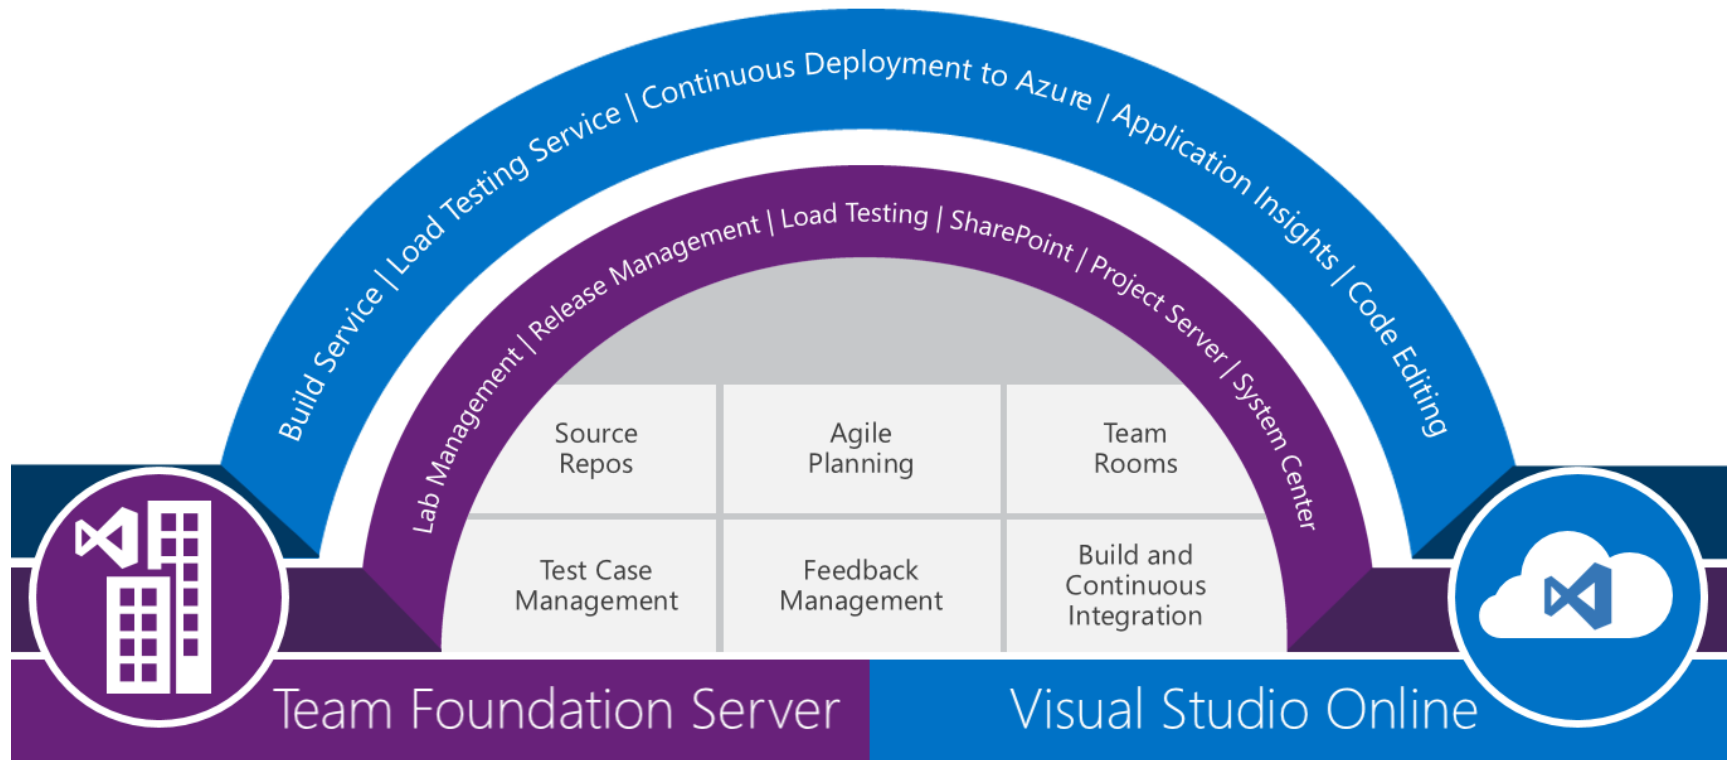 Build Service | Load Testing Service | Continuous Deployment to Azure | Application Insights | Code Editing
Lab Management | Release Management | Load Testing | SharePoint | Project Server | System Center
Source
Repos
Agile
Planning
Team
Rooms
Test Case
Management
Feedback
Management
Build and
Continuous
Integration
Team Foundation Server
Visual Studio Online